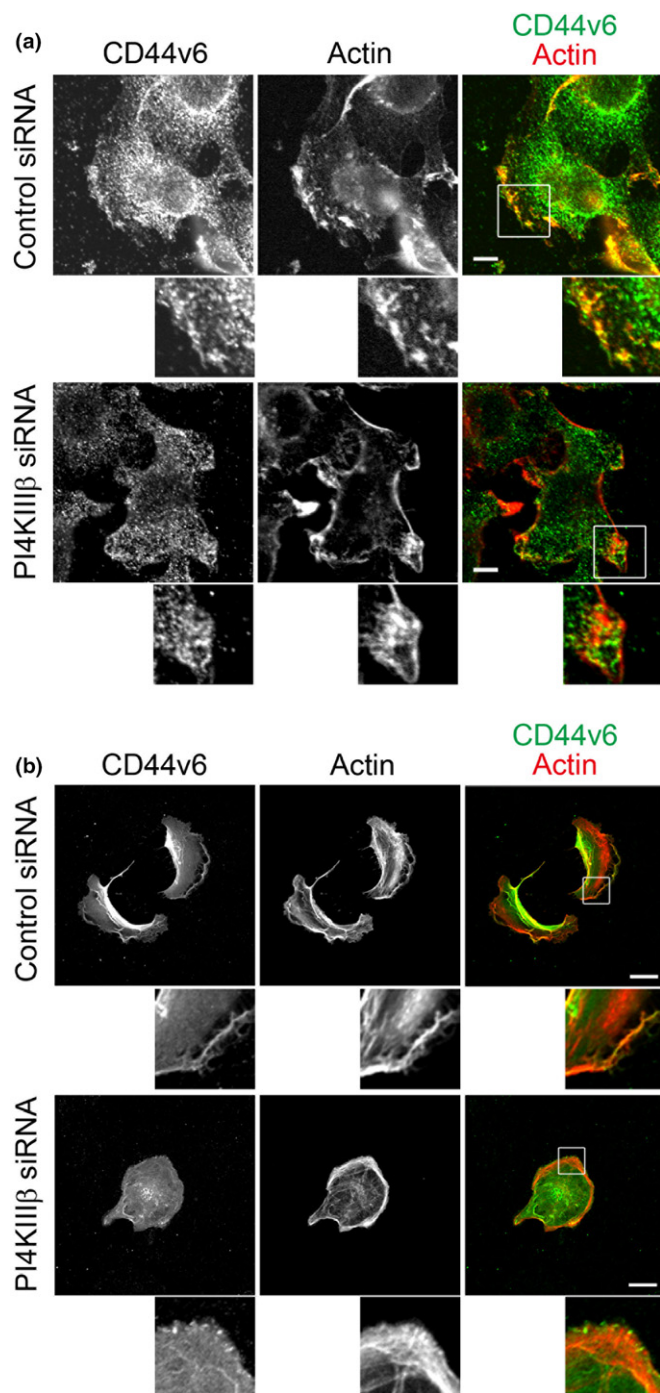 (a)
CD44v6
CD44v6 Actin Actin
Control siRNA
PI4KIIIβ siRNA
(b)
CD44v6
CD44v6 Actin Actin
Control siRNA
PI4KIIIβ siRNA